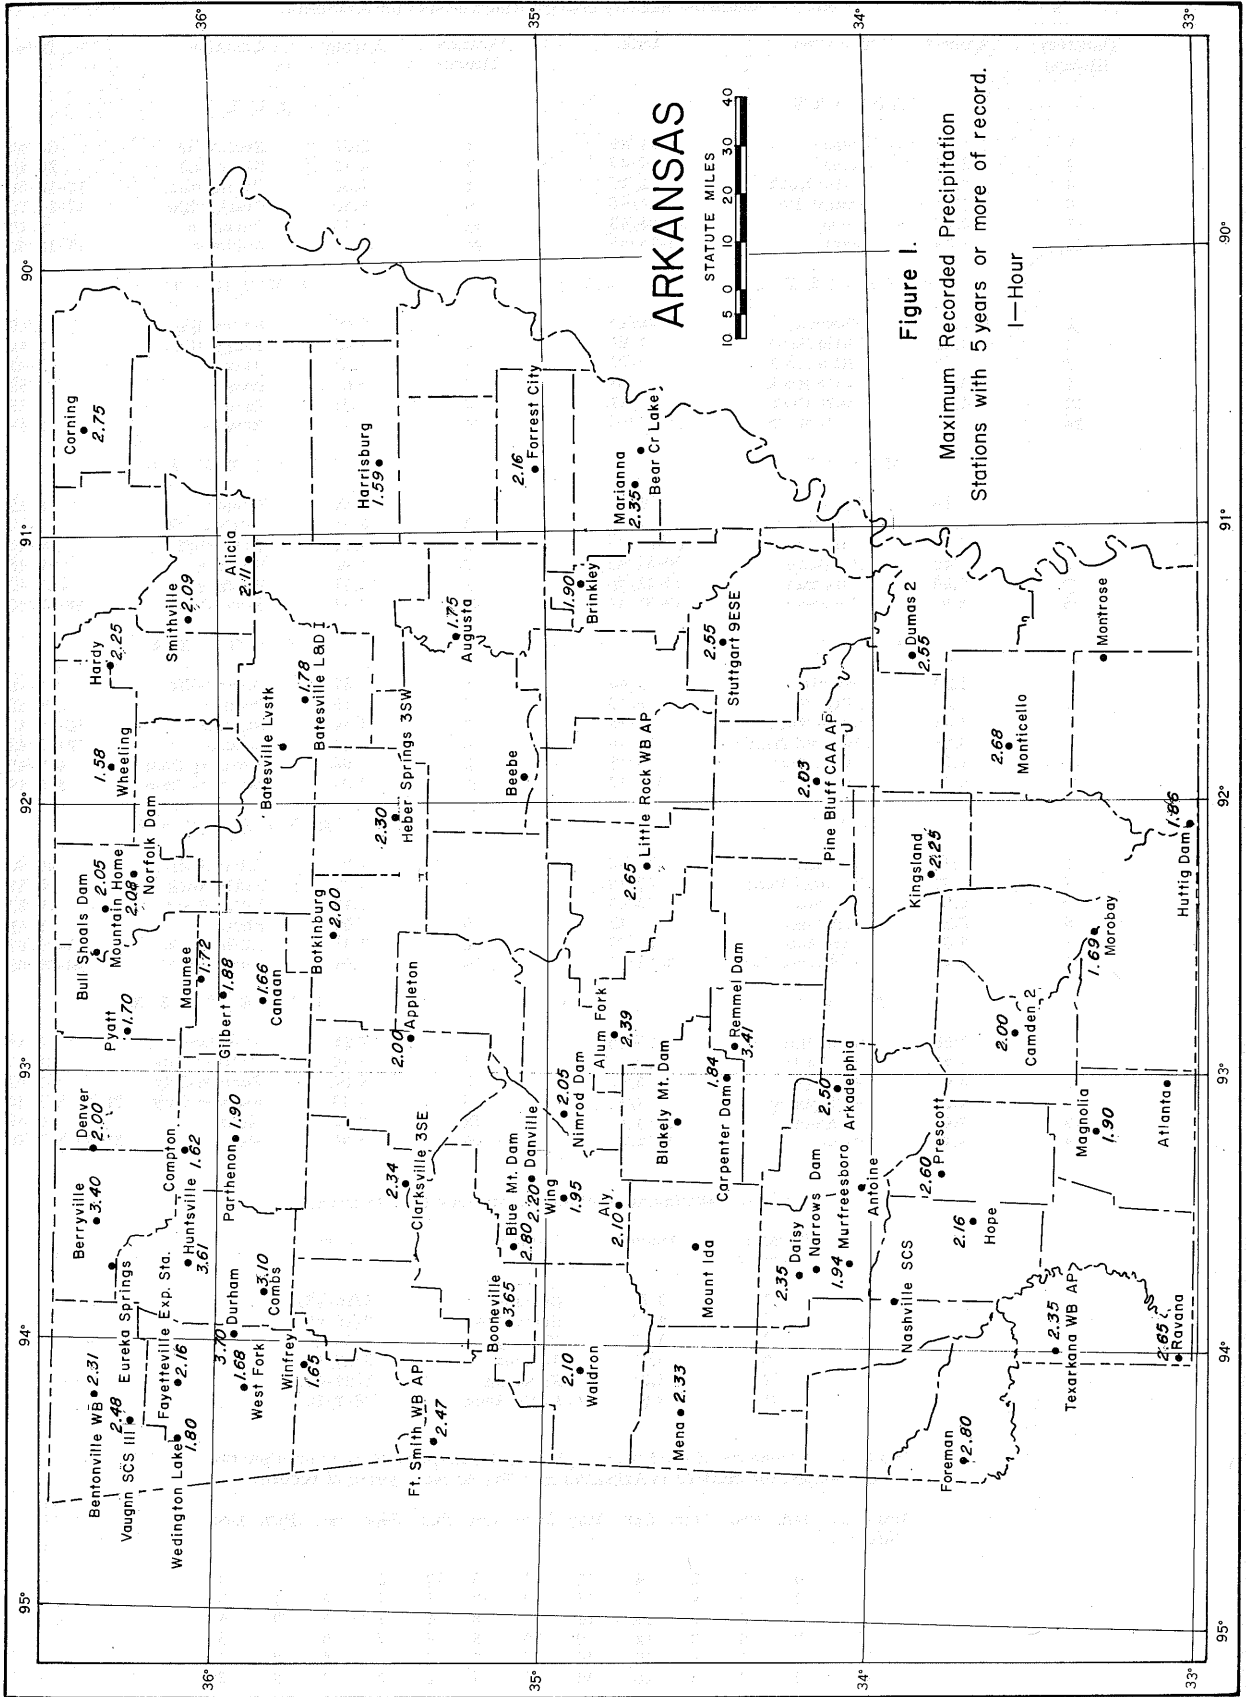 ARKANSAS
STATUTE MILES
10 5 0 10 20 30 40
Figure 1.
Maximum Recorded Precipitation
Stations with 5 years or more of record.
1—Hour
95°
94°
93°
92°
91°
90°
95°
94°
93°
92°
91°
90°
36°
35°
34°
33°
36°
35°
34°
33°
Bentonville WB 2.31
Vaughn SCS III 2.48
Eureka Springs
Wedington Lake 1.80
Fayetteville Exp. Sta. 2.16
Berryville 3.40
Denver 2.00
Compton 1.62
Huntsville 3.61
Durham 3.70
West Fork 1.68
Combs 3.10
Winfrey 1.65
Parthenon 1.90
Pyatt 1.70
Bull Shoals Dam
Mountain Home 2.05
Norfolk Dam 2.08
Maumee 1.72
Gilbert 1.88
Canaan 1.66
Botkinburg 2.00
Wheeling 1.58
Hardy 2.25
Smithville 2.09
Alicia 2.11
Batesville Lvstk
Batesville L&D 1 1.78
Corning 2.75
Harrisburg 1.59
Ft. Smith WB AP 2.47
Clarksville 3SE 2.34
Appleton 2.00
Heber Springs 3SW 2.30
Augusta 1.75
Booneville 3.65
Blue Mt. Dam 2.80
Danville 2.20
Wing 1.95
Nimrod Dam 2.05
Beebe
Forrest City 2.16
Brinkley 1.90
Marianna 2.35
Bear Cr Lake
Waldron 2.10
Aly 2.10
Alum Fork 2.39
Little Rock WB AP 2.65
Mena 2.33
Mount Ida
Blakely Mt. Dam
Carpenter Dam 1.84
Remmel Dam 3.41
Stuttgart 9ESE 2.55
Pine Bluff CAA AP 2.03
Daisy 2.35
Narrows Dam
Murfreesboro 1.94
Antoine
Arkadelphia 2.50
Nashville SCS
Prescott 2.60
Kingsland 2.25
Dumas 2 2.55
Foreman 2.80
Hope 2.16
Camden 2 2.00
Monticello 2.68
Montrose
Texarkana WB AP 2.35
Magnolia 1.90
Morobay 1.69
Ravana 2.65
Atlanta
Huttig Dam 1.86